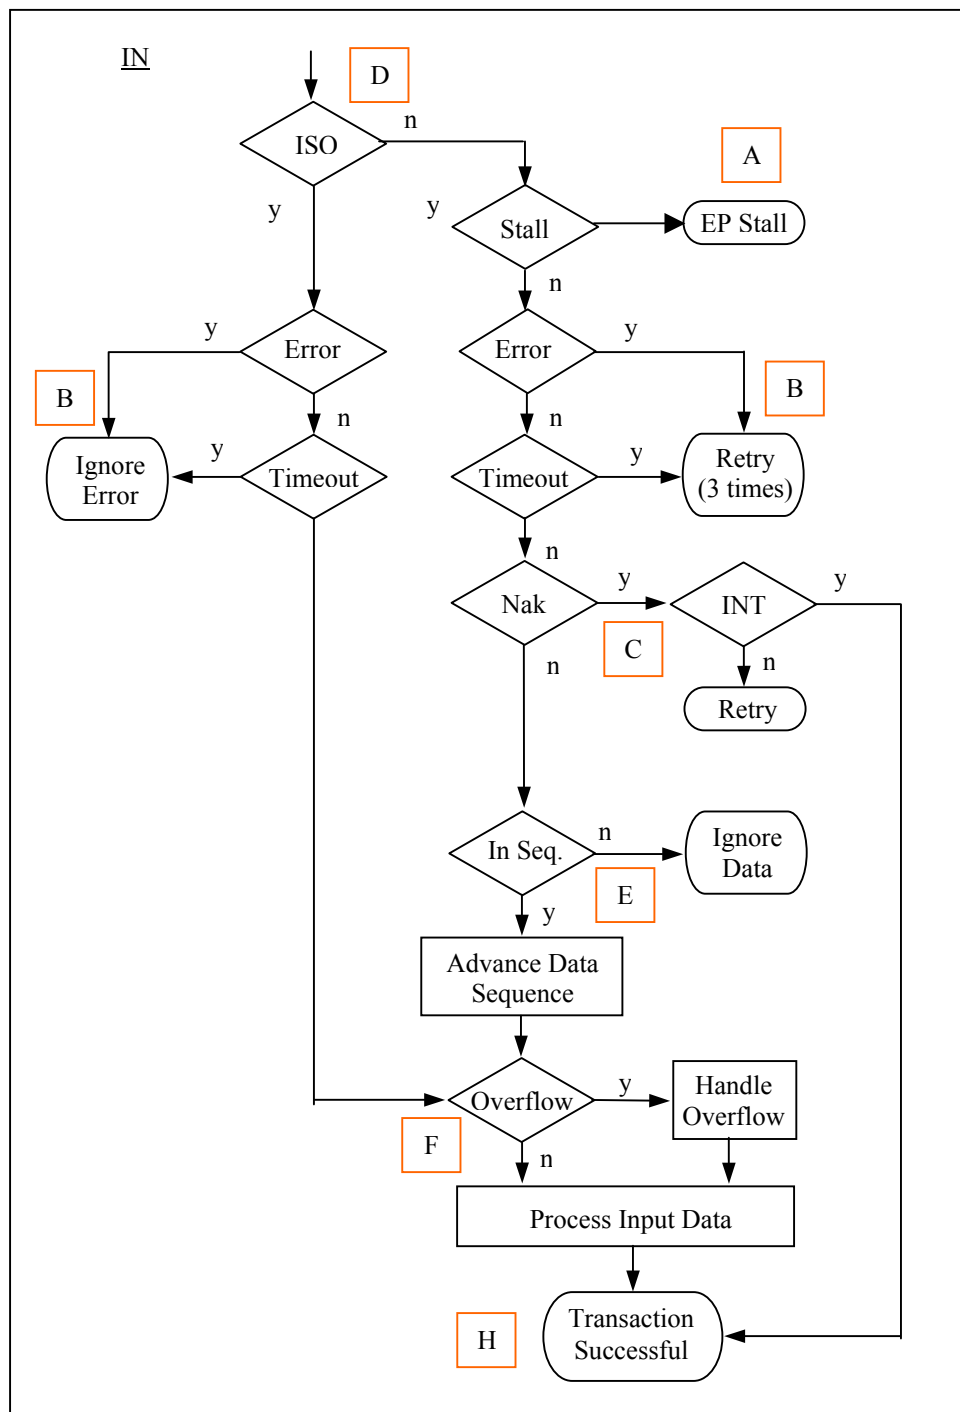 IN
D
ISO
n
A
y
y
Stall
EP Stall
n
y
Error
Error
y
B
B
n
n
Ignore
Error
y
Timeout
Timeout
y
Retry
(3 times)
n
Nak
y
INT
y
C
n
n
Retry
In Seq.
n
Ignore
Data
E
y
Advance Data
Sequence
Overflow
y
Handle
Overflow
F
n
Process Input Data
H
Transaction
Successful